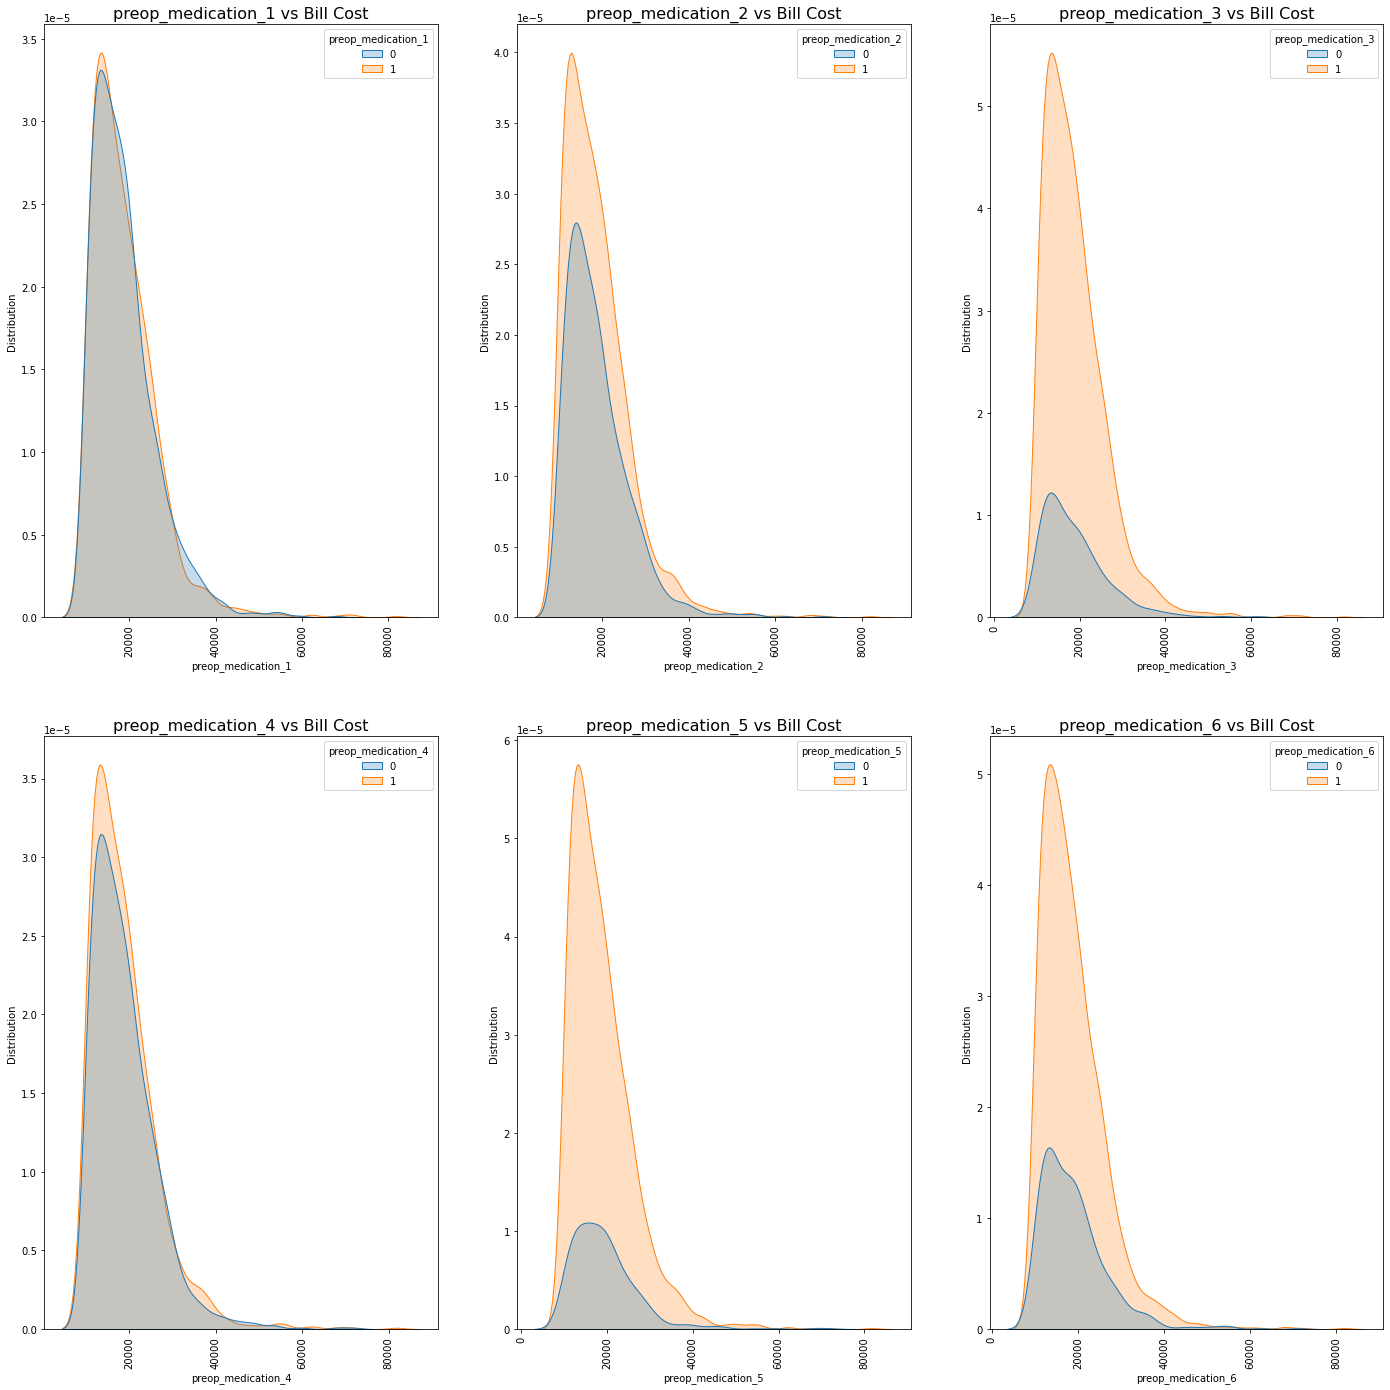 preop_medication_1 vs Bill Cost
1e−5
preop_medication_1
0
1
3.5
3.0
2.5
2.0
1.5
1.0
0.5
0.0
Distribution
20000
40000
60000
80000
preop_medication_1
preop_medication_2 vs Bill Cost
1e−5
preop_medication_2
0
1
4.0
3.5
3.0
2.5
2.0
1.5
1.0
0.5
0.0
Distribution
20000
40000
60000
80000
preop_medication_2
preop_medication_3 vs Bill Cost
1e−5
preop_medication_3
0
1
5
4
3
2
1
0
Distribution
0
20000
40000
60000
80000
preop_medication_3
preop_medication_4 vs Bill Cost
1e−5
preop_medication_4
0
1
3.5
3.0
2.5
2.0
1.5
1.0
0.5
0.0
Distribution
20000
40000
60000
80000
preop_medication_4
preop_medication_5 vs Bill Cost
1e−5
preop_medication_5
0
1
6
5
4
3
2
1
0
Distribution
0
20000
40000
60000
80000
preop_medication_5
preop_medication_6 vs Bill Cost
1e−5
preop_medication_6
0
1
5
4
3
2
1
0
Distribution
0
20000
40000
60000
80000
preop_medication_6